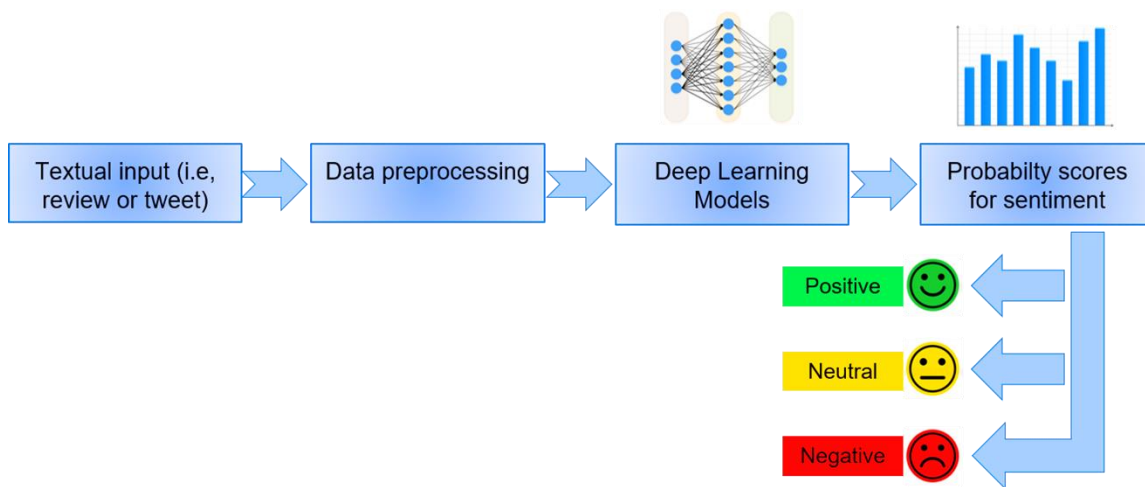 Textual input (i.e,
review or tweet)
Data preprocessing
Deep Learning
Models
Probabilty scores
for sentiment
Positive
Neutral
Negative